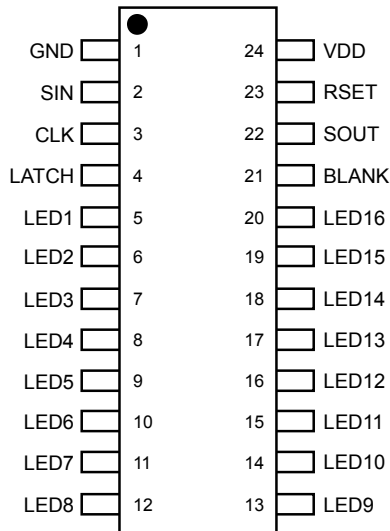 GND 1 24 VDD
SIN 2 23 RSET
CLK 3 22 SOUT
LATCH 4 21 BLANK
LED1 5 20 LED16
LED2 6 19 LED15
LED3 7 18 LED14
LED4 8 17 LED13
LED5 9 16 LED12
LED6 10 15 LED11
LED7 11 14 LED10
LED8 12 13 LED9